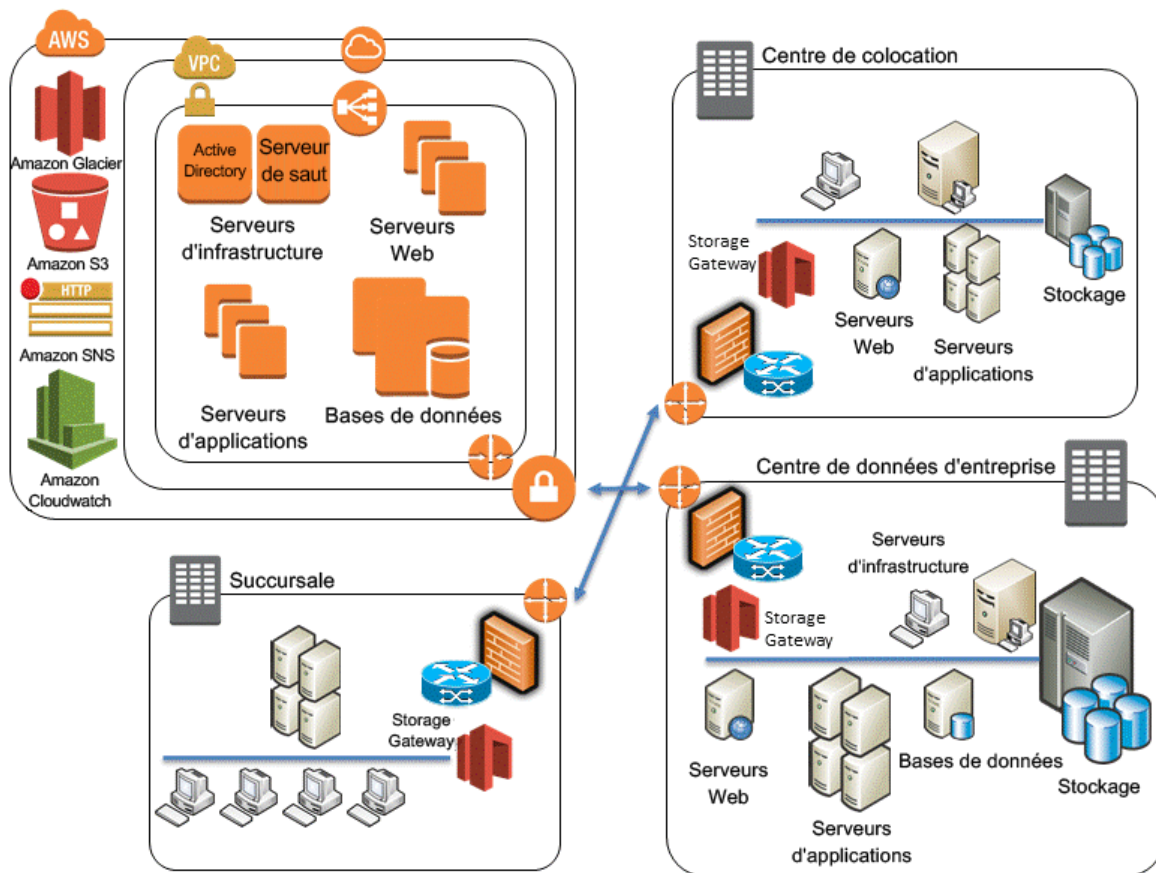 AWS
VPC
Amazon Glacier
Amazon S3
HTTP
Amazon SNS
Amazon
Cloudwatch
Active
Directory
Serveur
de saut
Serveurs
d'infrastructure
Serveurs
Web
Serveurs
d'applications
Bases de données
Centre de colocation
Storage
Gateway
Serveurs
Web
Serveurs
d'applications
Stockage
Centre de données d'entreprise
Serveurs
d'infrastructure
Storage
Gateway
Serveurs
Web
Serveurs
d'applications
Bases de données
Stockage
Succursale
Storage
Gateway